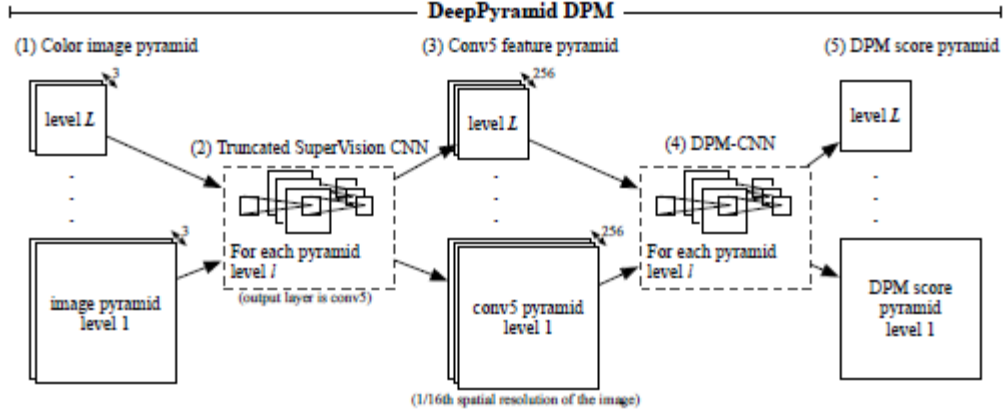 DeepPyramid DPM
(1) Color image pyramid
3
level L
3
image pyramid
level 1
(2) Truncated SuperVision CNN
For each pyramid
level l
(output layer is conv5)
(3) Conv5 feature pyramid
256
level L
256
conv5 pyramid
level 1
(1/16th spatial resolution of the image)
(4) DPM-CNN
For each pyramid
level l
(5) DPM score pyramid
level L
DPM score
pyramid
level 1